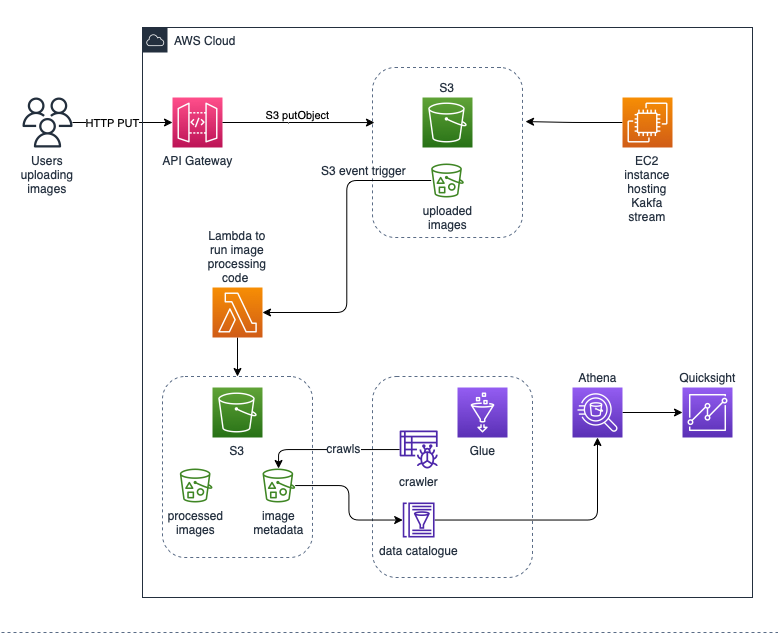 AWS Cloud
S3
HTTP PUT
S3 putObject
Users
uploading
images
API Gateway
EC2
instance
hosting
Kakfa
stream
S3 event trigger
uploaded
images
Lambda to
run image
processing
code
Athena
Quicksight
S3
Glue
crawls
crawler
processed
images
image
metadata
data catalogue